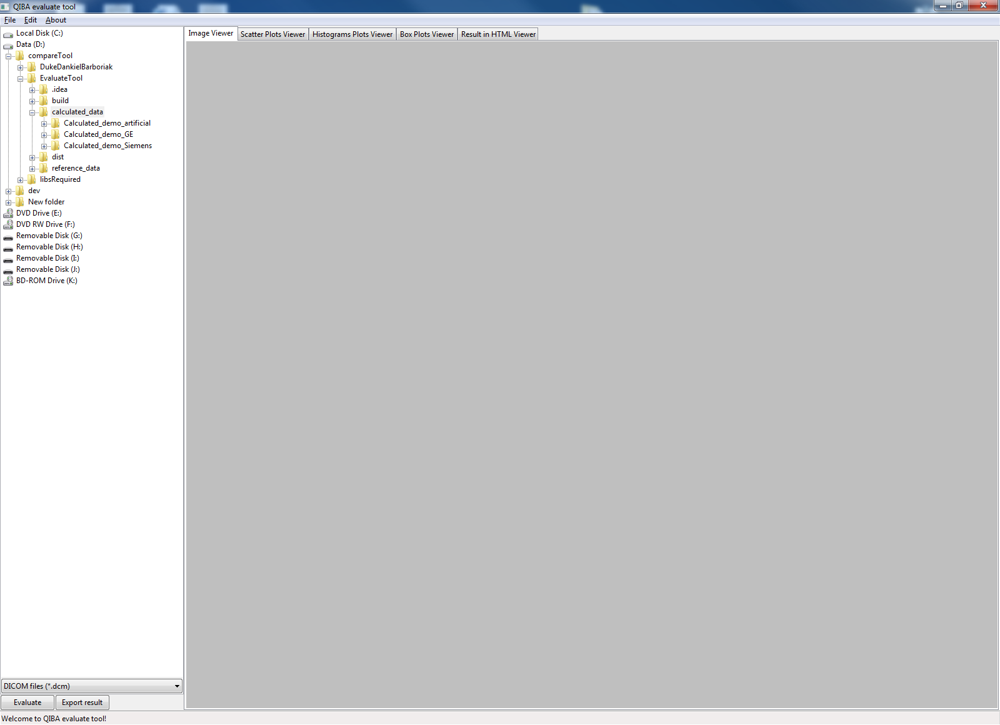 QIBA evaluate tool
File Edit About
Local Disk (C:)
Data (D:)
compareTool
DukeDankielBarboriak
EvaluateTool
.idea
build
calculated_data
Calculated_demo_artificial
Calculated_demo_GE
Calculated_demo_Siemens
dist
reference_data
libsRequired
dev
New folder
DVD Drive (E:)
DVD RW Drive (F:)
Removable Disk (G:)
Removable Disk (H:)
Removable Disk (I:)
Removable Disk (J:)
BD-ROM Drive (K:)
DICOM files (*.dcm)
Evaluate Export result
Image Viewer Scatter Plots Viewer Histograms Plots Viewer Box Plots Viewer Result in HTML Viewer
Welcome to QIBA evaluate tool!